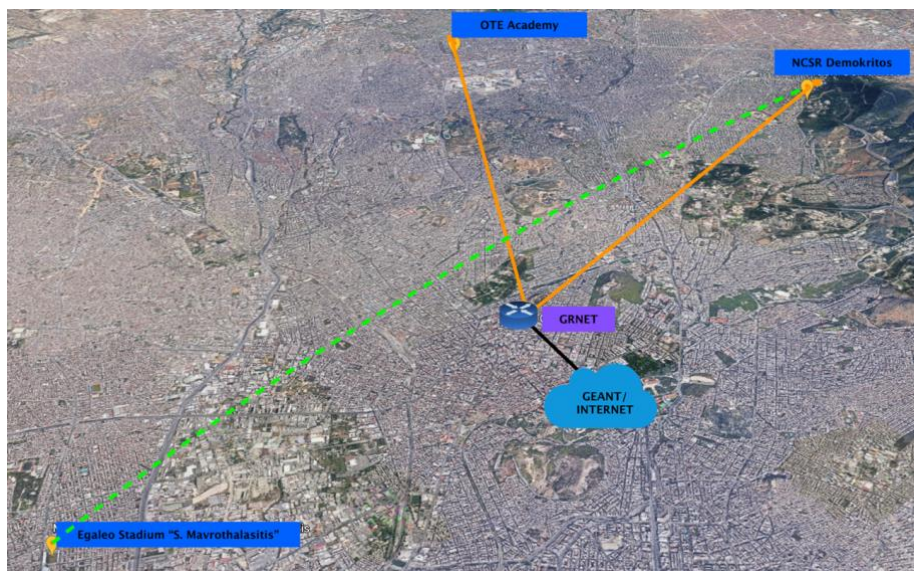 OTE Academy
NCSR Demokritos
GRNET
GEANT/
INTERNET
Egaleo Stadium "S. Mavrothalasitis"